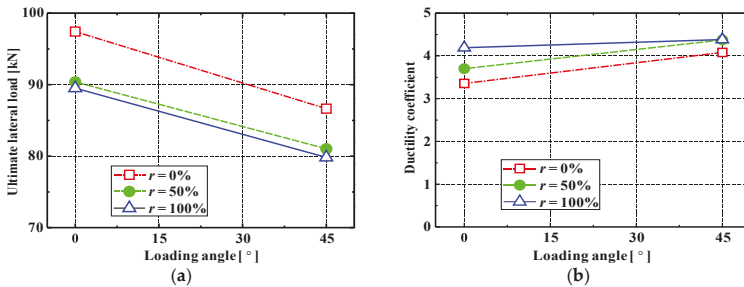 100
90
80
70
Ultimate lateral load [kN]
r = 0%
r = 50%
r = 100%
0 15 30 45
Loading angle [ ° ]
(a)
5
4
3
2
1
0
Ductility coefficient
r = 0%
r = 50%
r = 100%
0 15 30 45
Loading angle [ ° ]
(b)